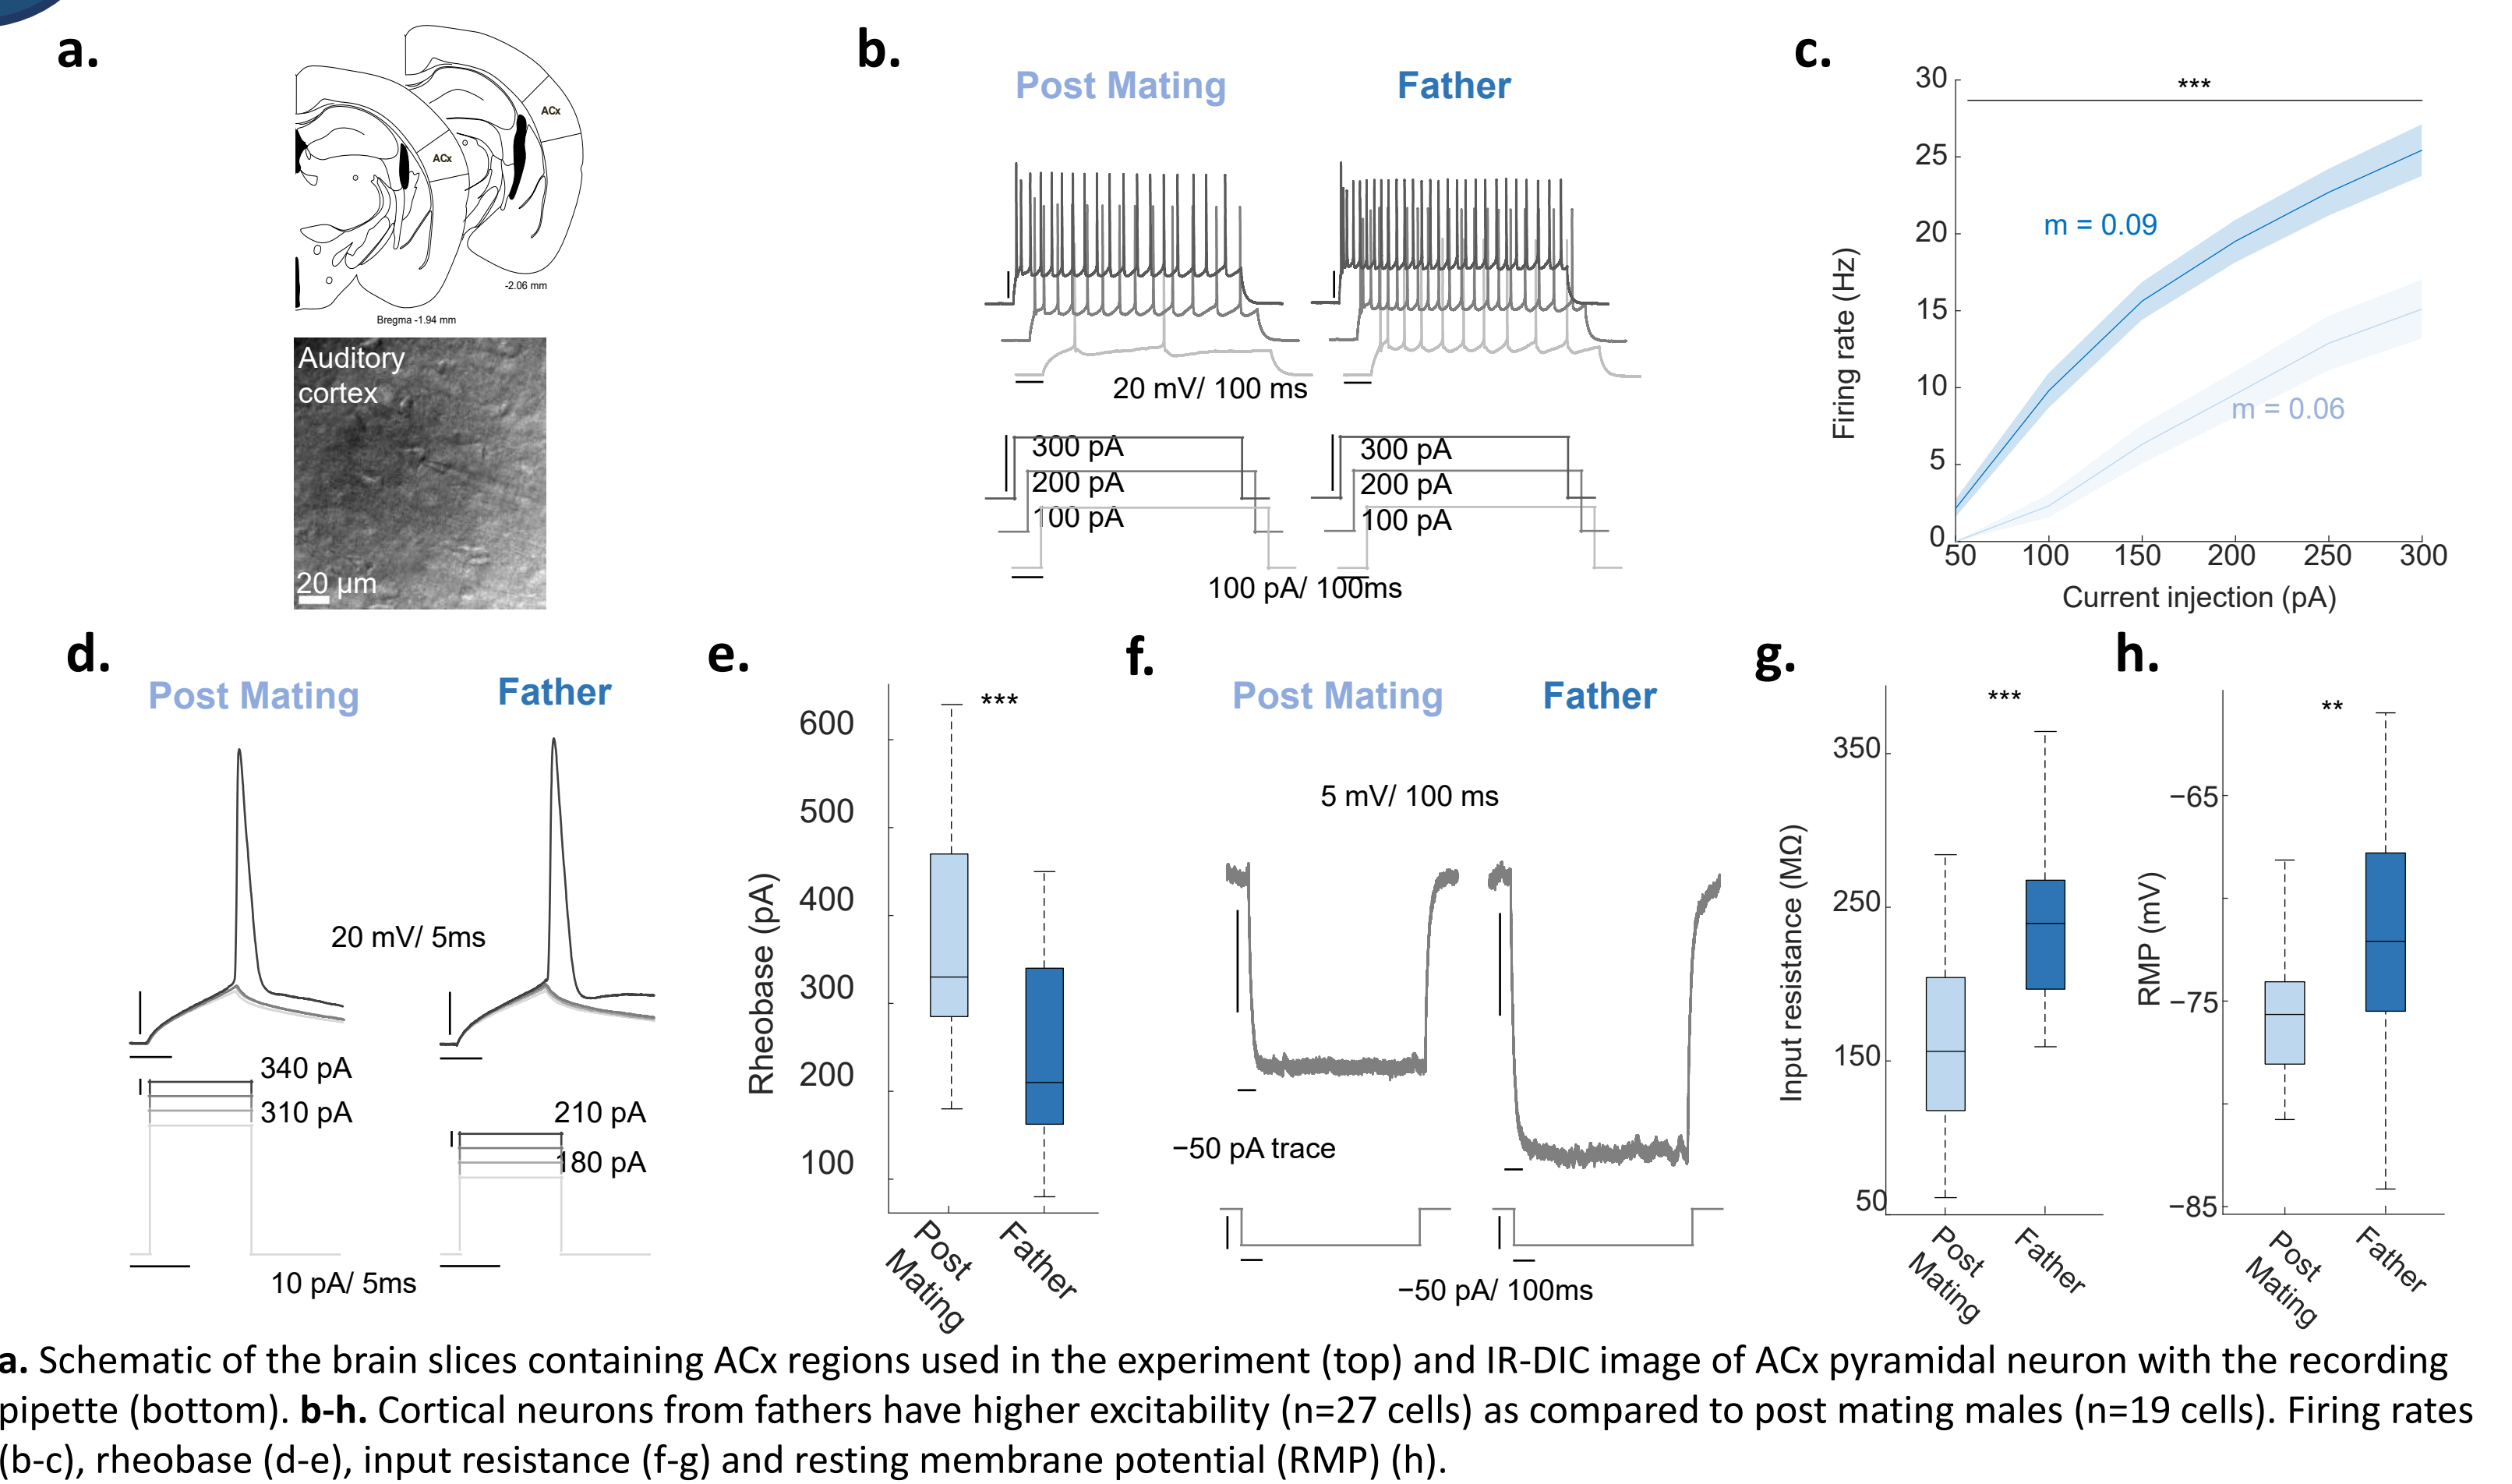 a.
ACx
ACx
-2.06 mm
Bregma -1.94 mm
Auditory
cortex
20 µm
b.
Post Mating
Father
20 mV/ 100 ms
300 pA
200 pA
100 pA
300 pA
200 pA
100 pA
100 pA/ 100ms
c.
***
30
25
20
15
10
5
0
Firing rate (Hz)
m = 0.09
m = 0.06
50 100 150 200 250 300
Current injection (pA)
d.
Post Mating
Father
20 mV/ 5ms
340 pA
310 pA
210 pA
180 pA
10 pA/ 5ms
e.
***
600
500
400
300
200
100
Rheobase (pA)
Post
Mating
Father
f.
Post Mating
Father
5 mV/ 100 ms
−50 pA trace
−50 pA/ 100ms
g.
***
350
250
150
50
Input resistance (MΩ)
Post
Mating
Father
h.
**
−65
−75
−85
RMP (mV)
Post
Mating
Father
a. Schematic of the brain slices containing ACx regions used in the experiment (top) and IR-DIC image of ACx pyramidal neuron with the recording
pipette (bottom). b-h. Cortical neurons from fathers have higher excitability (n=27 cells) as compared to post mating males (n=19 cells). Firing rates
(b-c), rheobase (d-e), input resistance (f-g) and resting membrane potential (RMP) (h).